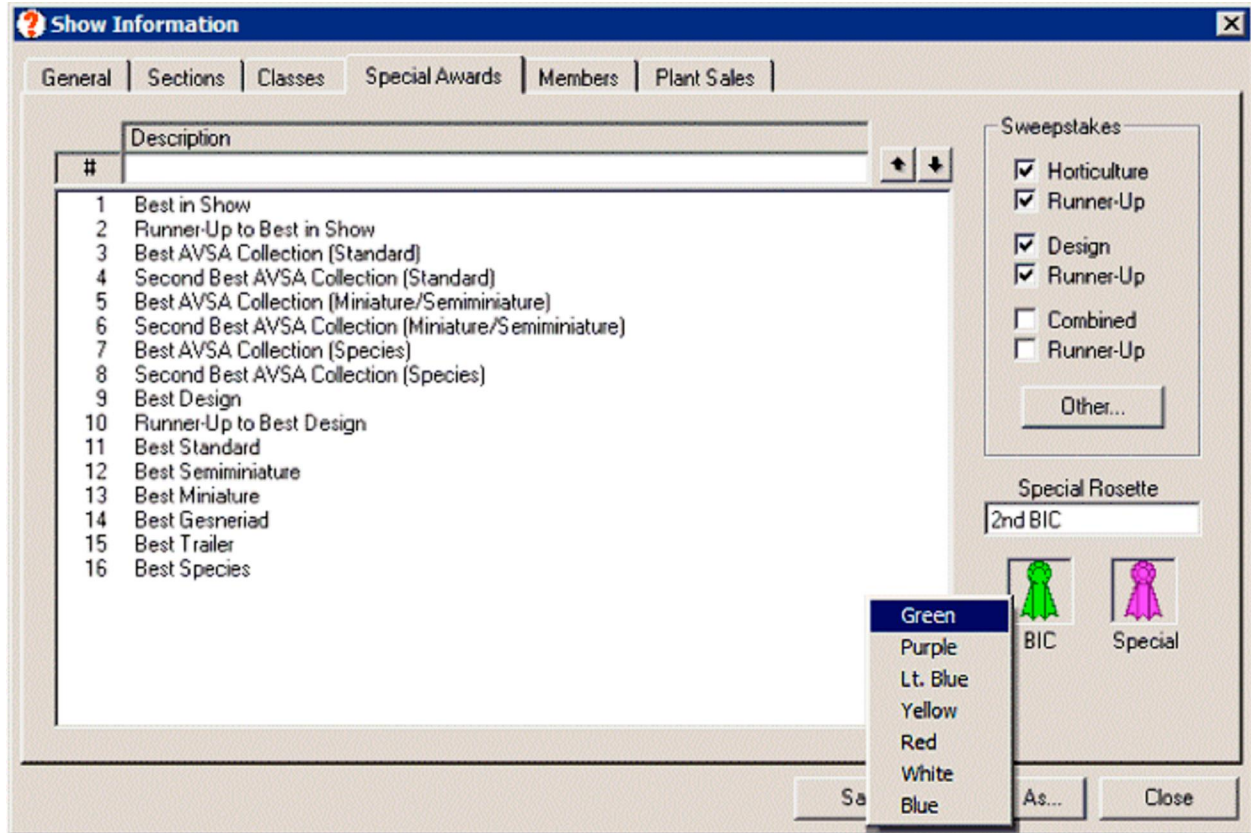 Show Information
General Sections Classes Special Awards Members Plant Sales
Description
#
1 Best in Show
2 Runner-Up to Best in Show
3 Best AVSA Collection (Standard)
4 Second Best AVSA Collection (Standard)
5 Best AVSA Collection (Miniature/Semiminiature)
6 Second Best AVSA Collection (Miniature/Semiminiature)
7 Best AVSA Collection (Species)
8 Second Best AVSA Collection (Species)
9 Best Design
10 Runner-Up to Best Design
11 Best Standard
12 Best Semiminiature
13 Best Miniature
14 Best Gesneriad
15 Best Trailer
16 Best Species
Sweepstakes
Horticulture
Runner-Up
Design
Runner-Up
Combined
Runner-Up
Other...
Special Rosette
2nd BIC
BIC Special
Green
Purple
Lt. Blue
Yellow
Red
White
Blue
Sa As... Close